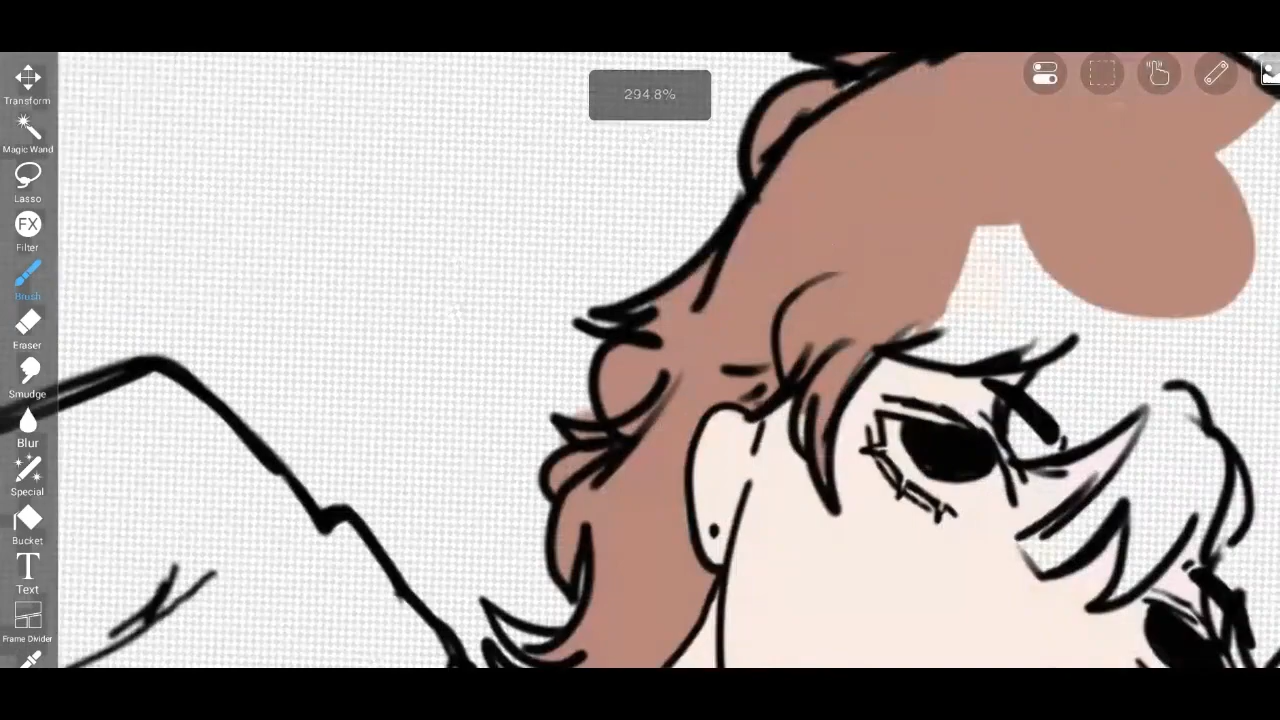 294.8%
Transform
Magic Wand
Lasso
FX
Filter
Brush
Eraser
Smudge
Blur
Special
Bucket
T
Text
Frame Divider